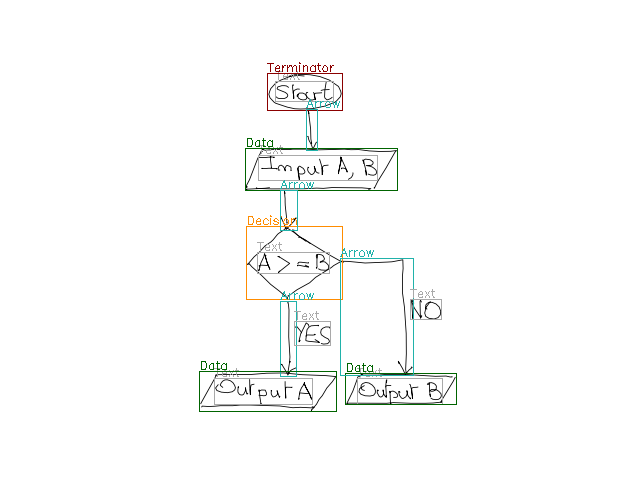 Terminator
Text
Start
Arrow
Data
Text
Input A, B
Arrow
Decision
Text
A >= B
Arrow
Arrow
Text
YES
Text
NO
Data
Text
Output A
Data
Text
Output B